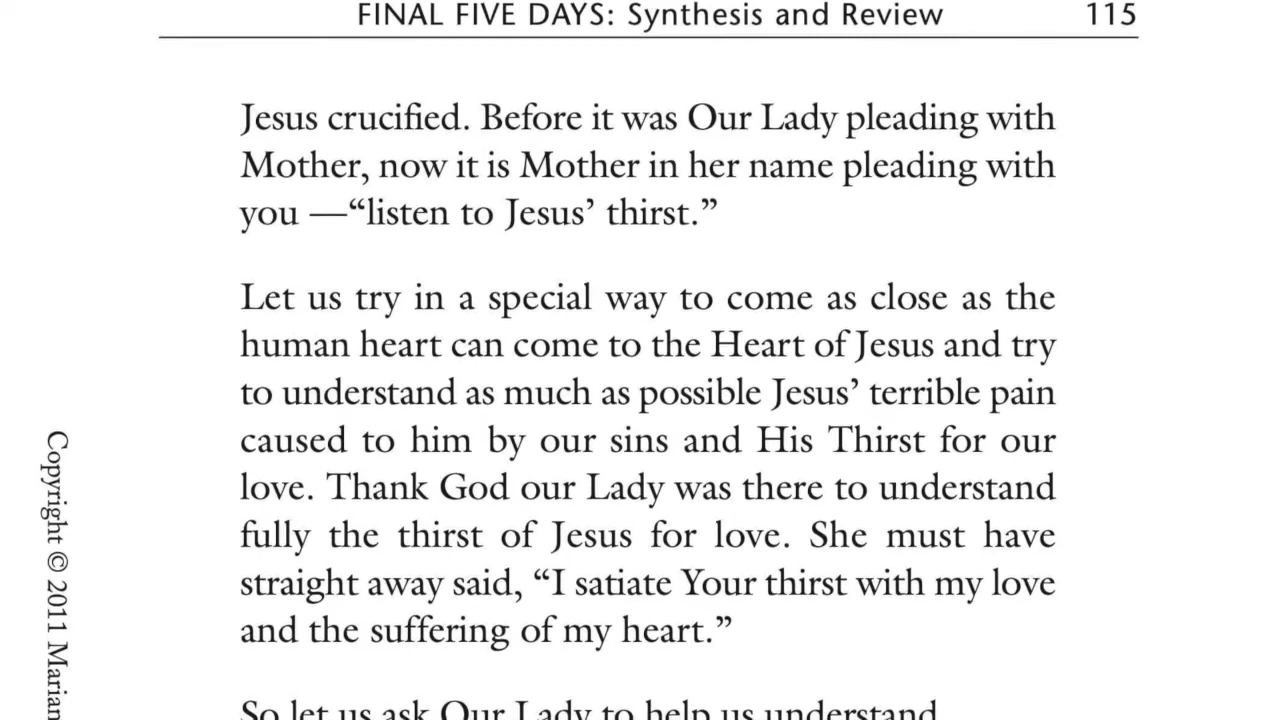 FINAL FIVE DAYS: Synthesis and Review 115
Jesus crucified. Before it was Our Lady pleading with
Mother, now it is Mother in her name pleading with
you —“listen to Jesus’ thirst.”
Let us try in a special way to come as close as the
human heart can come to the Heart of Jesus and try
to understand as much as possible Jesus’ terrible pain
caused to him by our sins and His Thirst for our
love. Thank God our Lady was there to understand
fully the thirst of Jesus for love. She must have
straight away said, “I satiate Your thirst with my love
and the suffering of my heart.”
So let us ask Our Lady to help us understand
Copyright © 2011 Marian